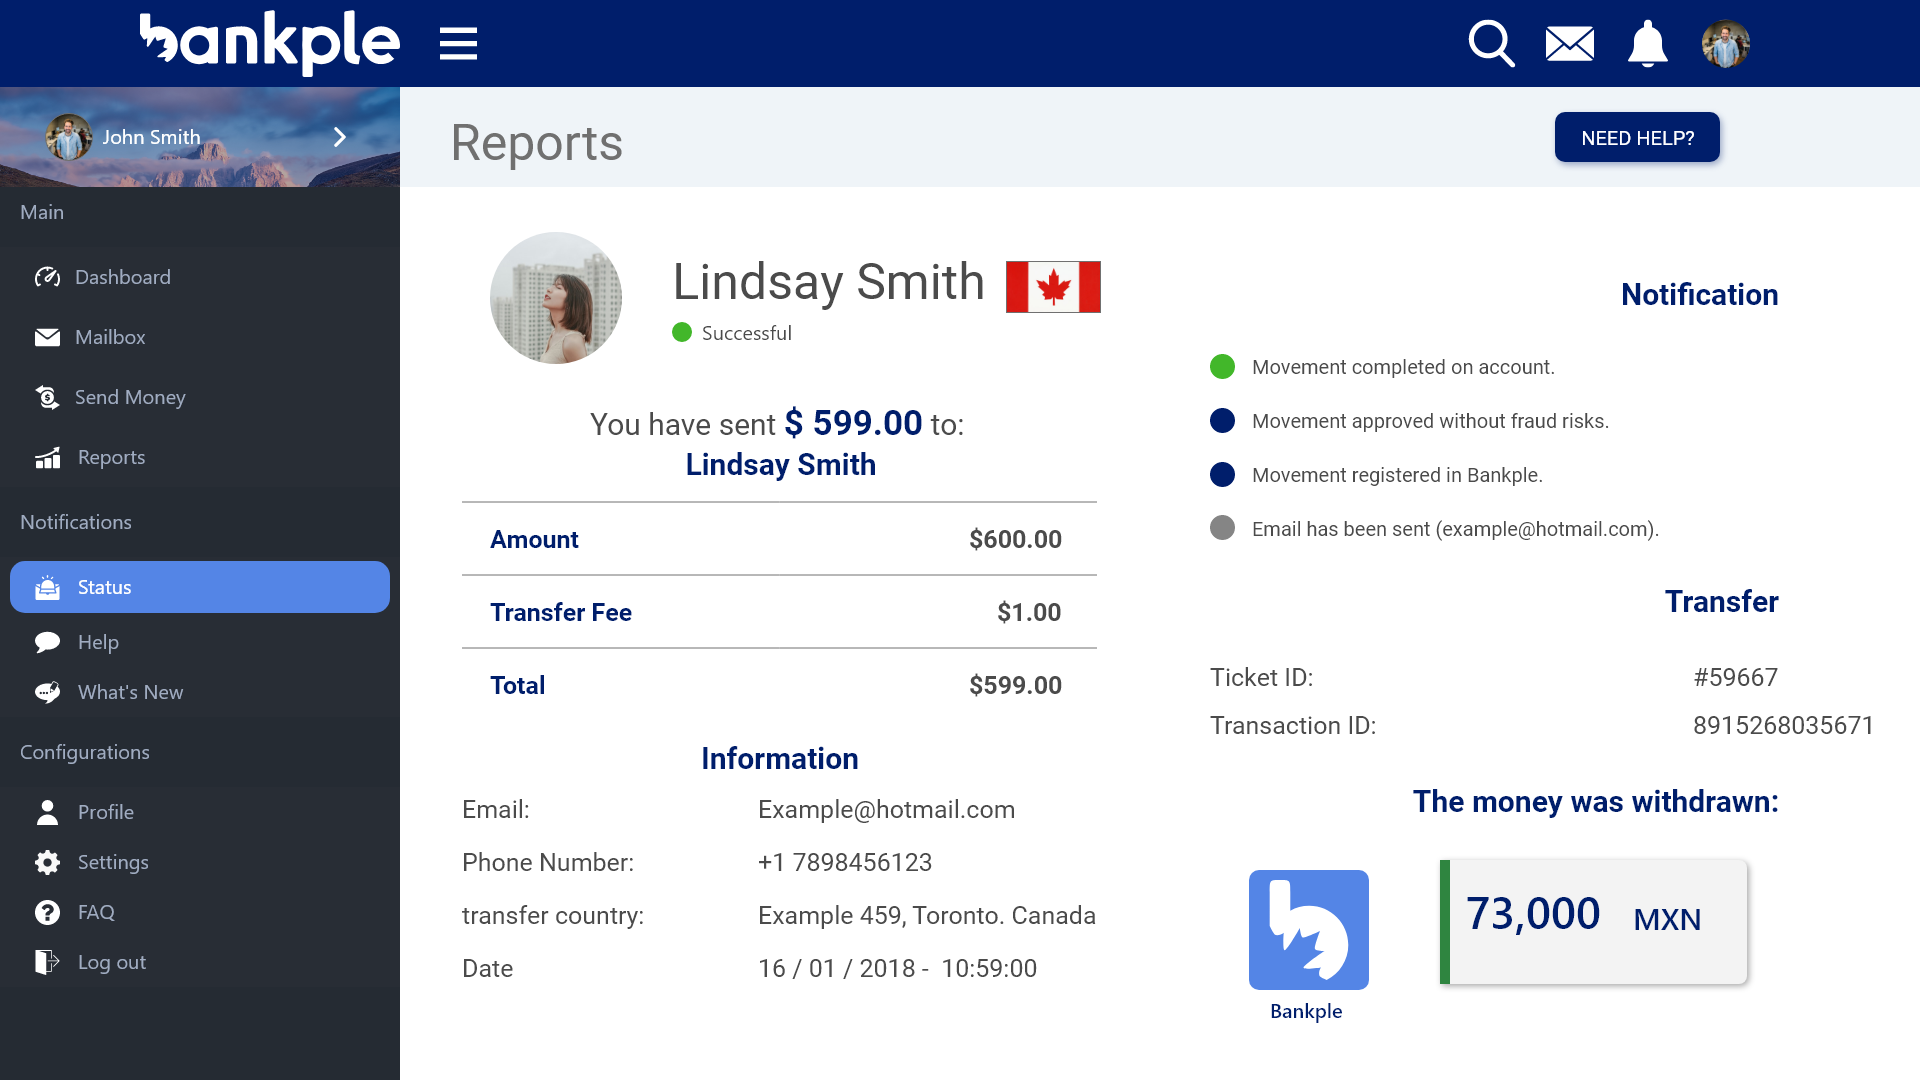 bankple
John Smith
Main
Dashboard
Mailbox
Send Money
Reports
Notifications
Status
Help
What's New
Configurations
Profile
Settings
FAQ
Log out
Reports
NEED HELP?
Lindsay Smith
Successful
You have sent $ 599.00 to:
Lindsay Smith
Amount $600.00
Transfer Fee $1.00
Total $599.00
Information
Email: Example@hotmail.com
Phone Number: +1 7898456123
transfer country: Example 459, Toronto. Canada
Date 16 / 01 / 2018 - 10:59:00
Notification
Movement completed on account.
Movement approved without fraud risks.
Movement registered in Bankple.
Email has been sent (example@hotmail.com).
Transfer
Ticket ID: #59667
Transaction ID: 8915268035671
The money was withdrawn:
Bankple
73,000 MXN